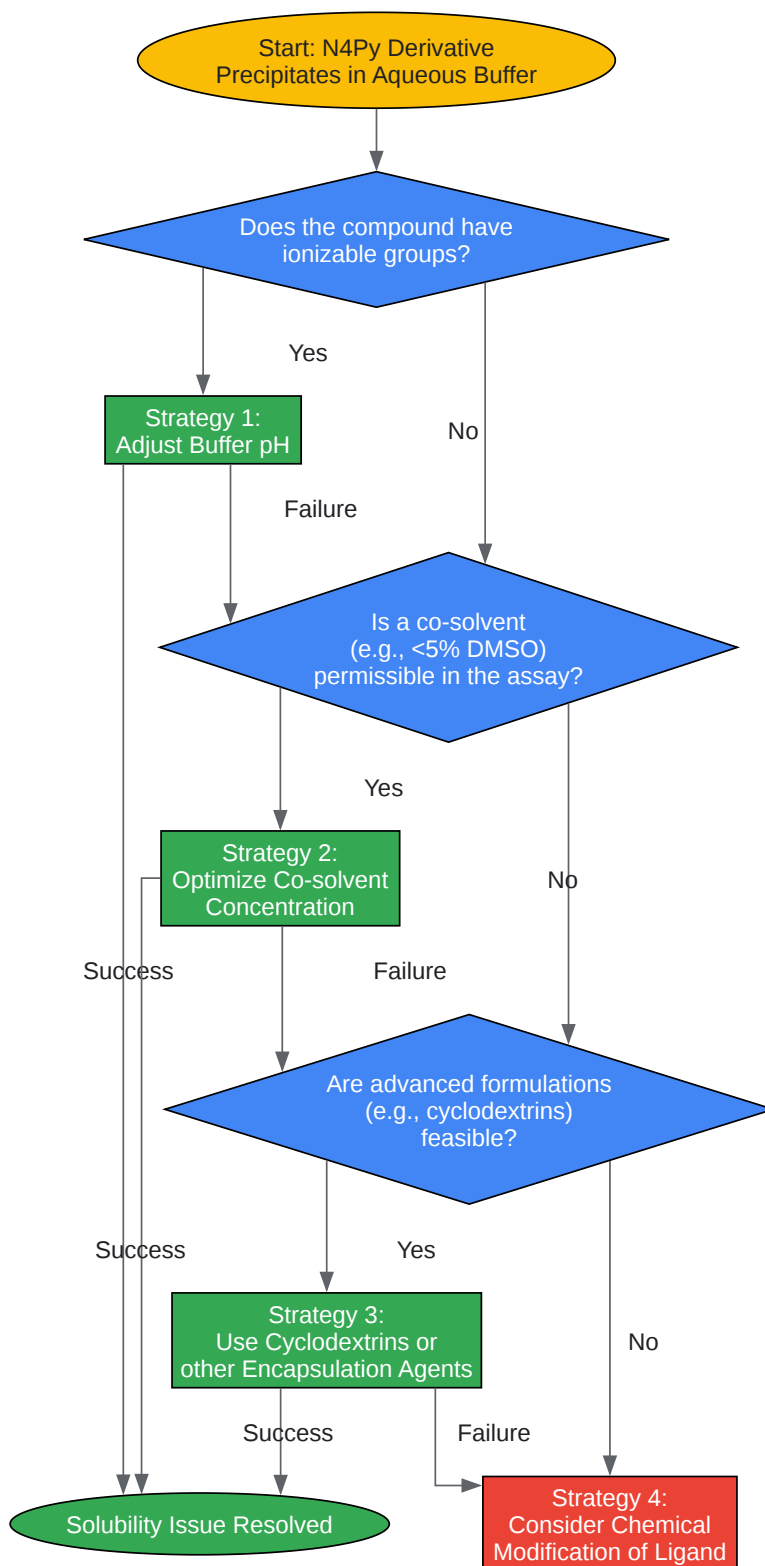 Start: N4Py Derivative
Precipitates in Aqueous Buffer
Does the compound have
ionizable groups?
Yes
Strategy 1:
Adjust Buffer pH
No
Failure
Is a co-solvent
(e.g., <5% DMSO)
permissible in the assay?
Yes
Strategy 2:
Optimize Co-solvent
Concentration
No
Success
Failure
Are advanced formulations
(e.g., cyclodextrins)
feasible?
Success
Yes
Strategy 3:
Use Cyclodextrins or
other Encapsulation Agents
No
Success
Failure
Solubility Issue Resolved
Strategy 4:
Consider Chemical
Modification of Ligand